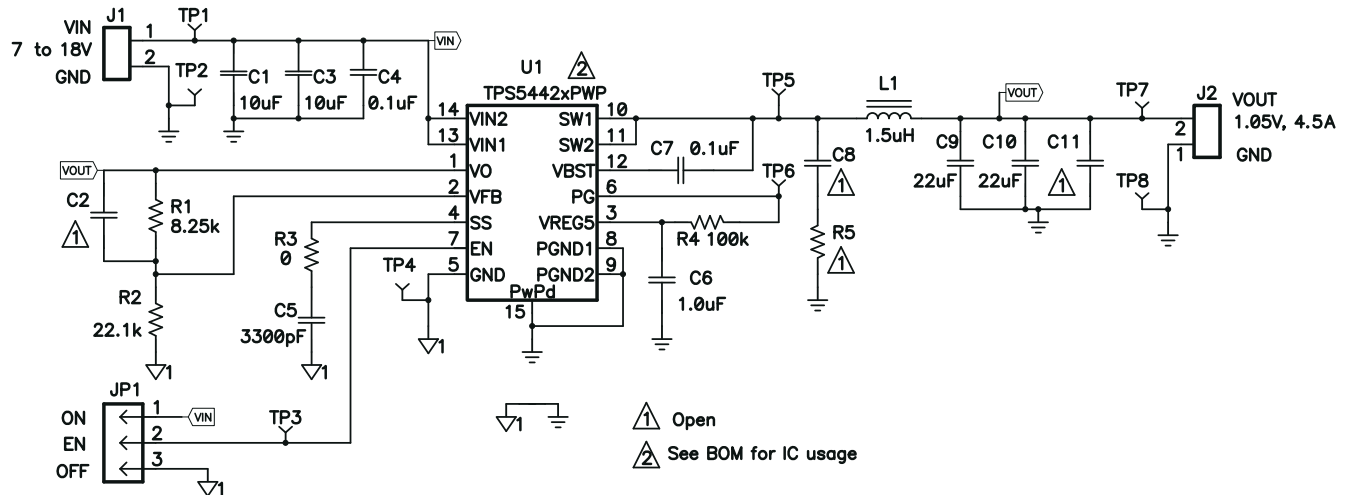 J1
TP1
VIN
7 to 18V
GND
1
2
TP2
C1
10uF
C3
10uF
C4
0.1uF
VIN
U1
2
TPS5442xPWP
14
VIN2
SW1
10
13
VIN1
SW2
11
1
VO
VBST
12
2
VFB
PG
6
4
SS
VREG5
3
7
EN
PGND1
8
5
GND
PGND2
9
PwPd
15
VOUT
C2
1
R1
8.25k
R2
22.1k
1
R3
0
C5
3300pF
1
TP4
1
C7
0.1uF
TP5
TP6
R4 100k
C6
1.0uF
C8
1
R5
1
L1
1.5uH
VOUT
C9
22uF
C10
22uF
C11
1
TP7
TP8
J2
2
1
VOUT
1.05V, 4.5A
GND
JP1
ON
EN
OFF
1
2
3
VIN
TP3
1
1
1 Open
2 See BOM for IC usage